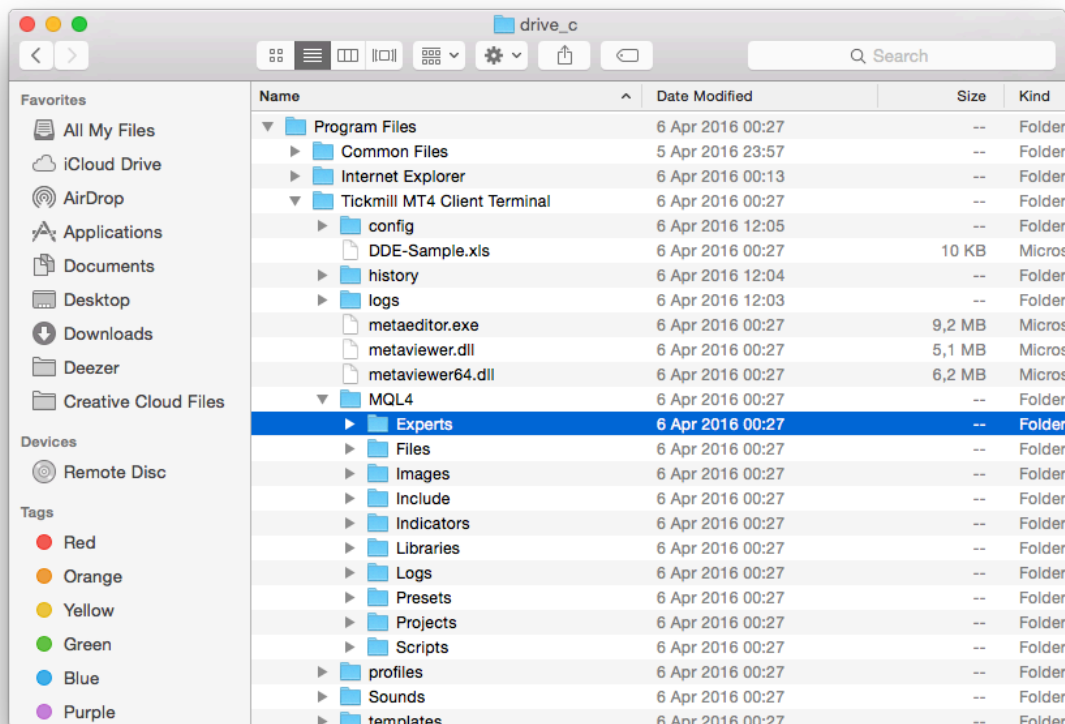 drive_c
Search
Favorites
All My Files
iCloud Drive
AirDrop
Applications
Documents
Desktop
Downloads
Deezer
Creative Cloud Files
Devices
Remote Disc
Tags
Red
Orange
Yellow
Green
Blue
Purple
Name Date Modified Size Kind
Program Files 6 Apr 2016 00:27 -- Folder
Common Files 5 Apr 2016 23:57 -- Folder
Internet Explorer 6 Apr 2016 00:13 -- Folder
Tickmill MT4 Client Terminal 6 Apr 2016 00:27 -- Folder
config 6 Apr 2016 12:05 -- Folder
DDE-Sample.xls 6 Apr 2016 00:27 10 KB Micros
history 6 Apr 2016 12:04 -- Folder
logs 6 Apr 2016 12:03 -- Folder
metaeditor.exe 6 Apr 2016 00:27 9,2 MB Micros
metaviewer.dll 6 Apr 2016 00:27 5,1 MB Micros
metaviewer64.dll 6 Apr 2016 00:27 6,2 MB Micros
MQL4 6 Apr 2016 00:27 -- Folder
Experts 6 Apr 2016 00:27 -- Folder
Files 6 Apr 2016 00:27 -- Folder
Images 6 Apr 2016 00:27 -- Folder
Include 6 Apr 2016 00:27 -- Folder
Indicators 6 Apr 2016 00:27 -- Folder
Libraries 6 Apr 2016 00:27 -- Folder
Logs 6 Apr 2016 00:27 -- Folder
Presets 6 Apr 2016 00:27 -- Folder
Projects 6 Apr 2016 00:27 -- Folder
Scripts 6 Apr 2016 00:27 -- Folder
profiles 6 Apr 2016 00:27 -- Folder
Sounds 6 Apr 2016 00:27 -- Folder
templates 6 Apr 2016 00:27 -- Folder